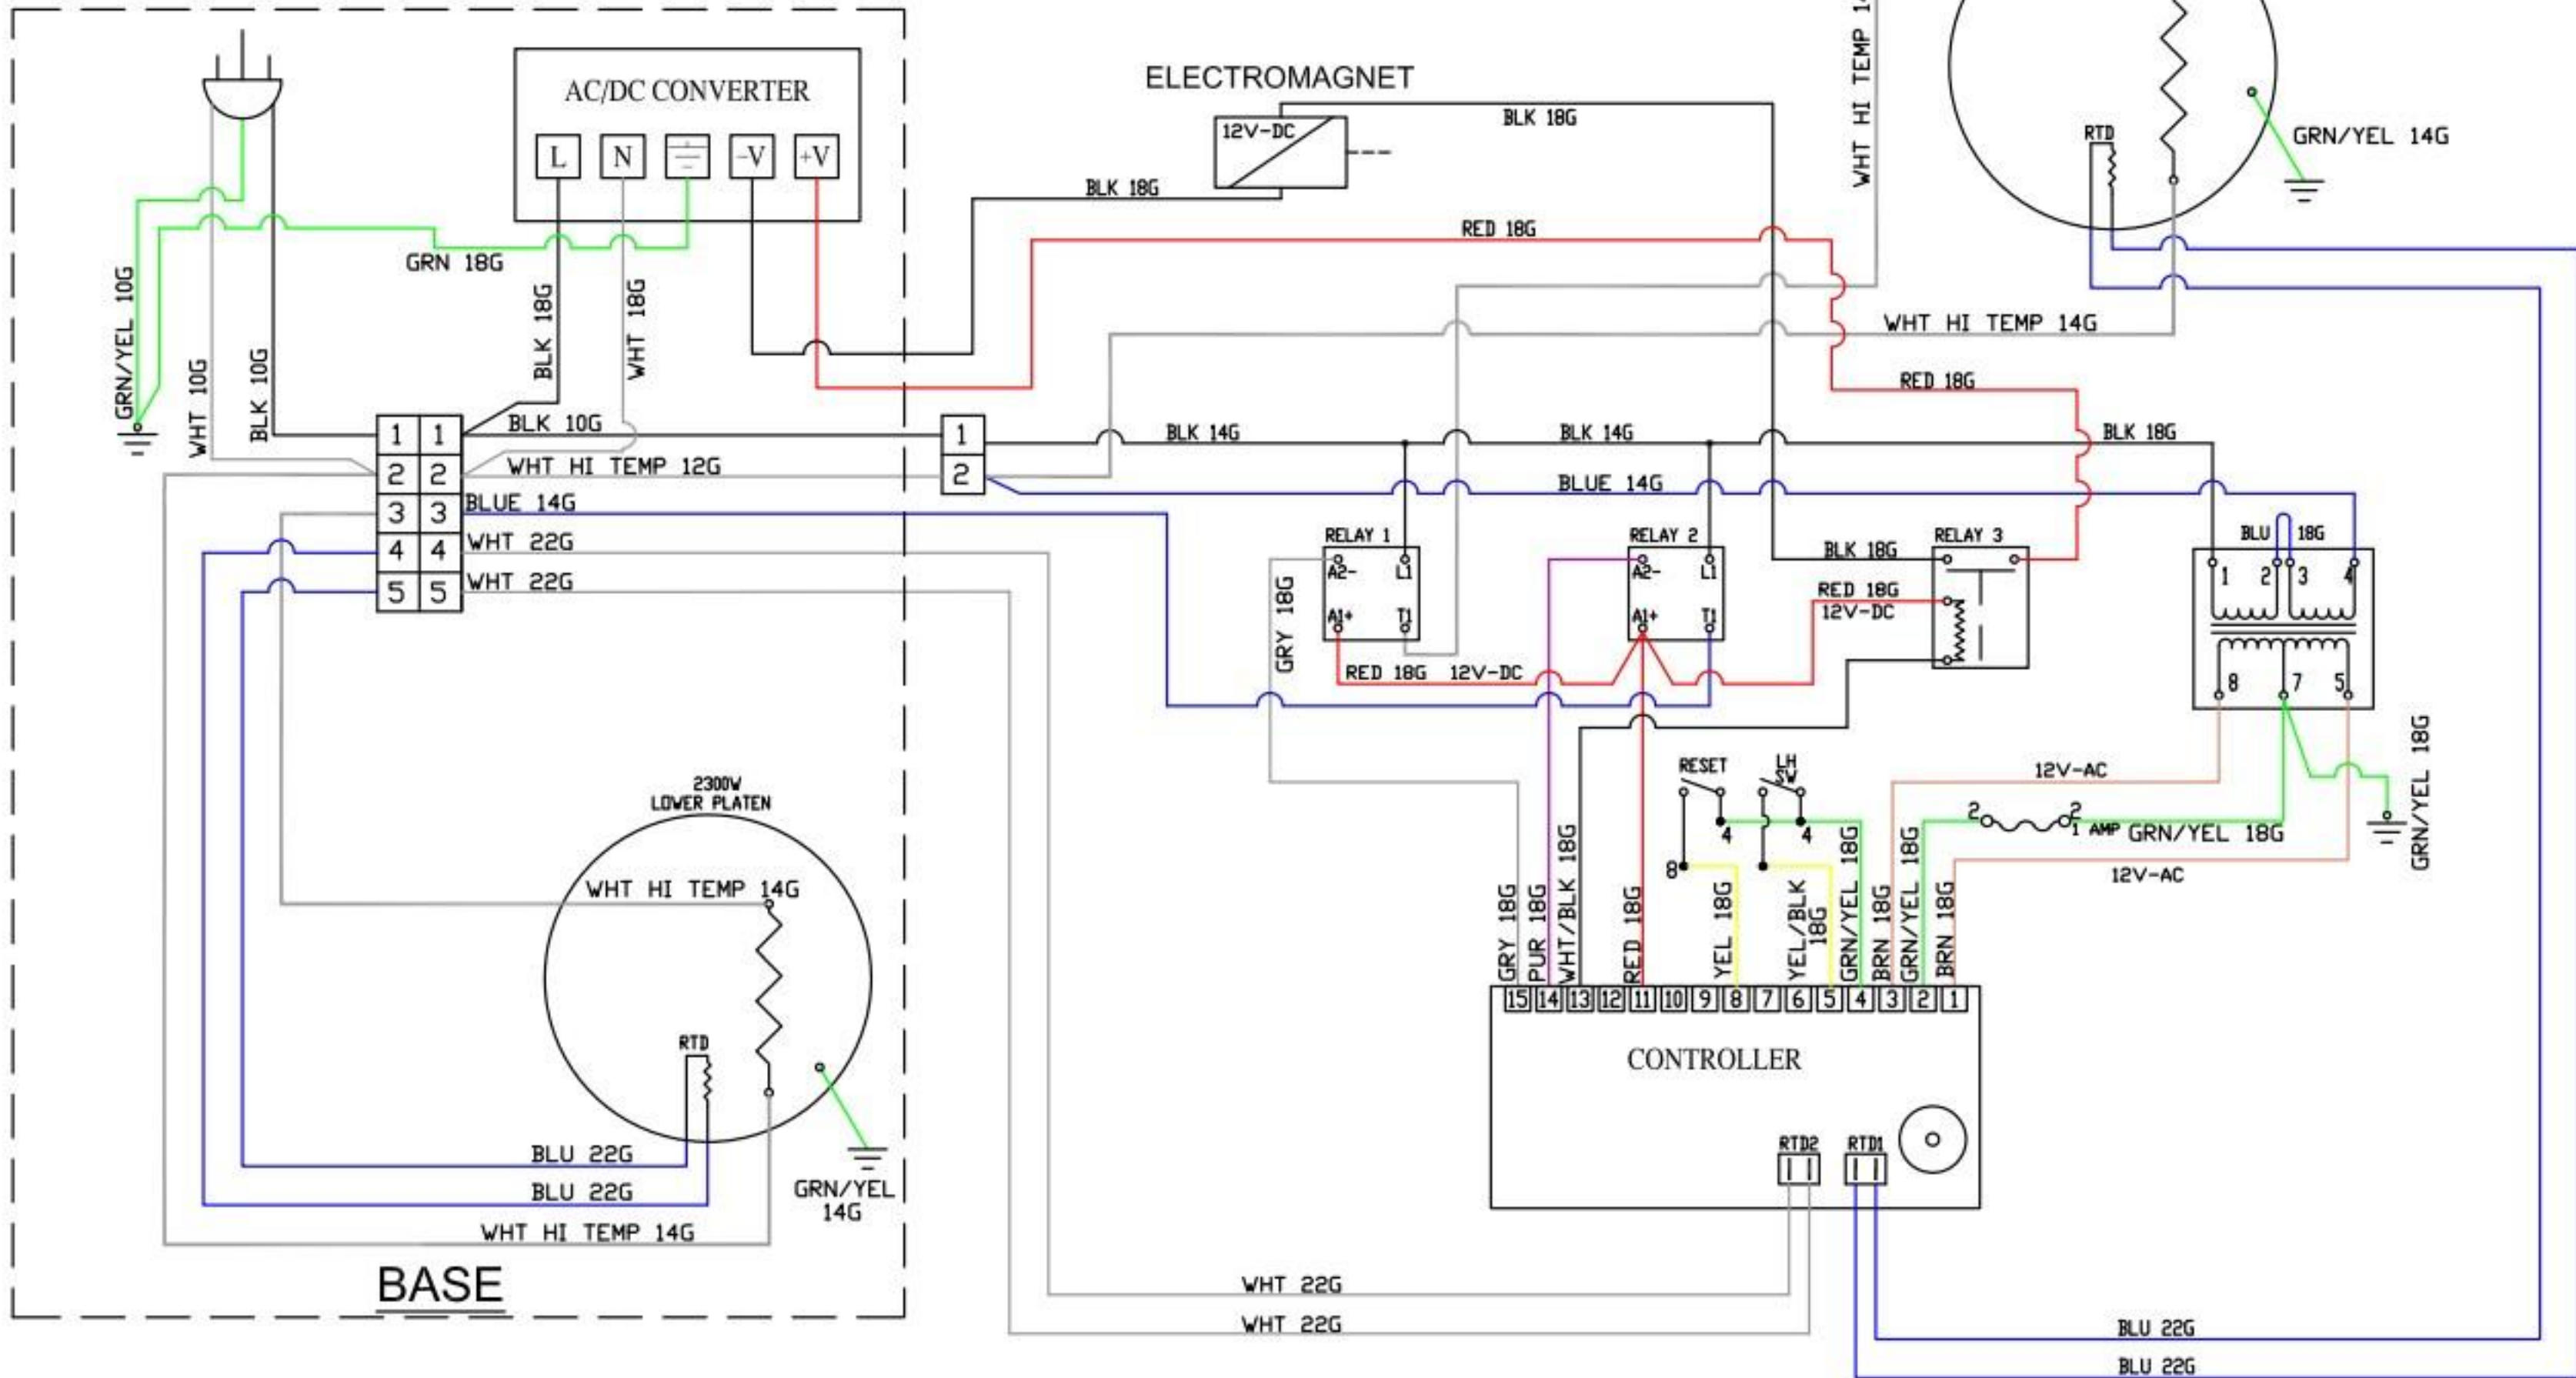 AC/DC CONVERTER
L N -V +V
ELECTROMAGNET
12V-DC
BLK 18G
BLK 18G
WHT HI TEMP
RTD
GRN/YEL 14G
RED 18G
GRN 18G
GRN/YEL 10G
WHT 10G
BLK 10G
BLK 18G
WHT 18G
WHT HI TEMP 14G
RED 18G
1 1
2 2
3 3
4 4
5 5
BLK 10G
WHT HI TEMP 12G
BLUE 14G
WHT 22G
WHT 22G
1
2
BLK 14G
BLK 14G
BLK 18G
BLUE 14G
RELAY 1
A2- L1
A1+ T1
RELAY 2
A2- L1
A1+ T1
RELAY 3
BLK 18G
RED 18G
12V-DC
BLU 18G
1 2 3 4
8 7 5
GRY 18G
RED 18G 12V-DC
GRN/YEL 18G
RESET
LH
SW
4
4
8
12V-AC
2 2
1 AMP GRN/YEL 18G
12V-AC
GRY 18G
PUR 18G
WHT/BLK 18G
RED 18G
YEL 18G
YEL/BLK
18G
GRN/YEL 18G
BRN 18G
GRN/YEL 18G
BRN 18G
15 14 13 12 11 10 9 8 7 6 5 4 3 2 1
CONTROLLER
RTD2 RTD1
2300W
LOWER PLATEN
WHT HI TEMP 14G
RTD
BLU 22G
BLU 22G
WHT HI TEMP 14G
GRN/YEL
14G
BASE
WHT 22G
WHT 22G
BLU 22G
BLU 22G